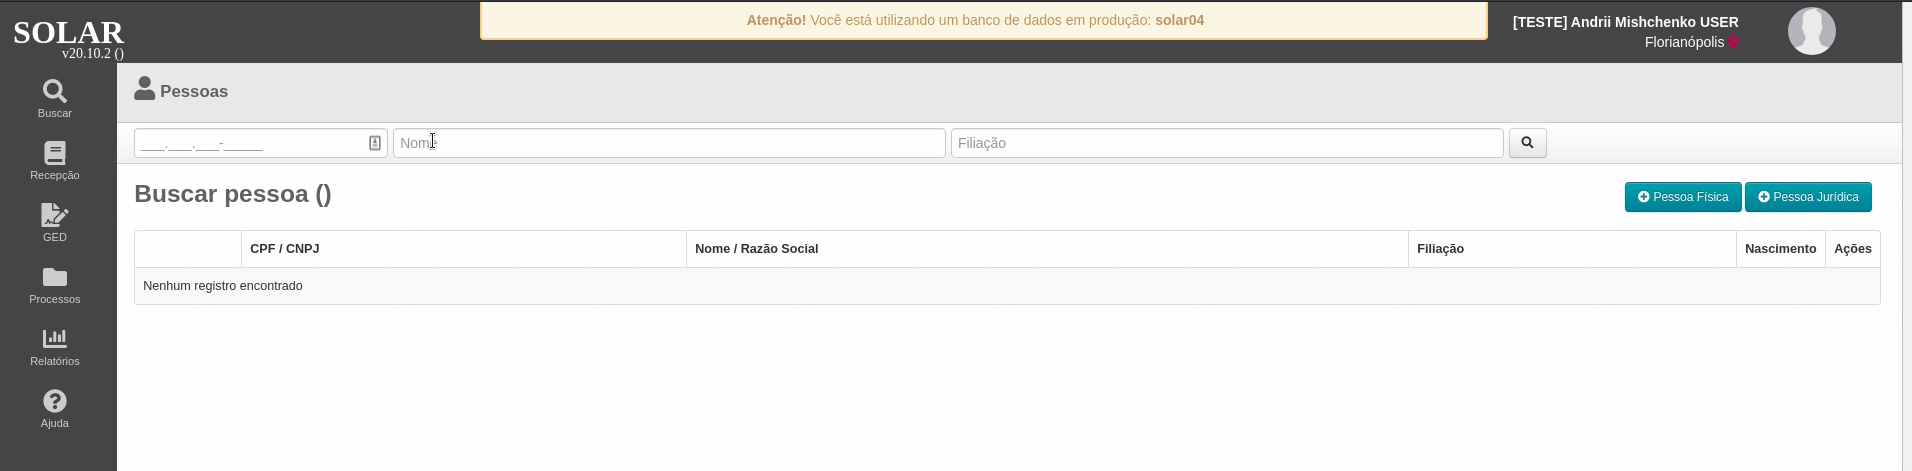 SOLAR
v20.10.2 ()
Atenção! Você está utilizando um banco de dados em produção: solar04
[TESTE] Andrii Mishchenko USER
Florianópolis
Buscar
Recepção
GED
Processos
Relatórios
Ajuda
Pessoas
___.___.___-_____
Nome
Filiação
Buscar pessoa ()
Pessoa Física
Pessoa Jurídica
CPF / CNPJ
Nome / Razão Social
Filiação
Nascimento
Ações
Nenhum registro encontrado